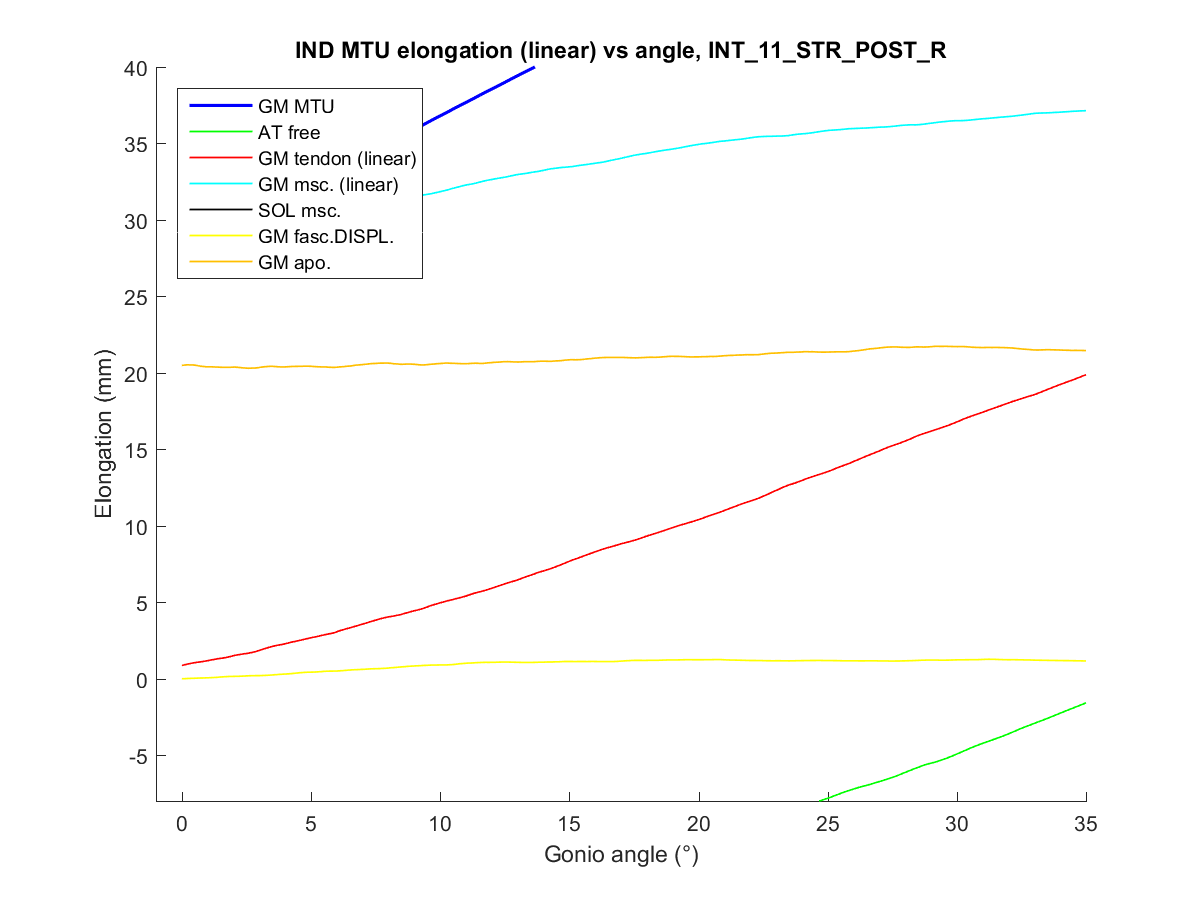 IND MTU elongation (linear) vs angle, INT_11_STR_POST_R
40
35
30
25
20
15
10
5
0
-5
Elongation (mm)
GM MTU
AT free
GM tendon (linear)
GM msc. (linear)
SOL msc.
GM fasc.DISPL.
GM apo.
0 5 10 15 20 25 30 35
Gonio angle (°)